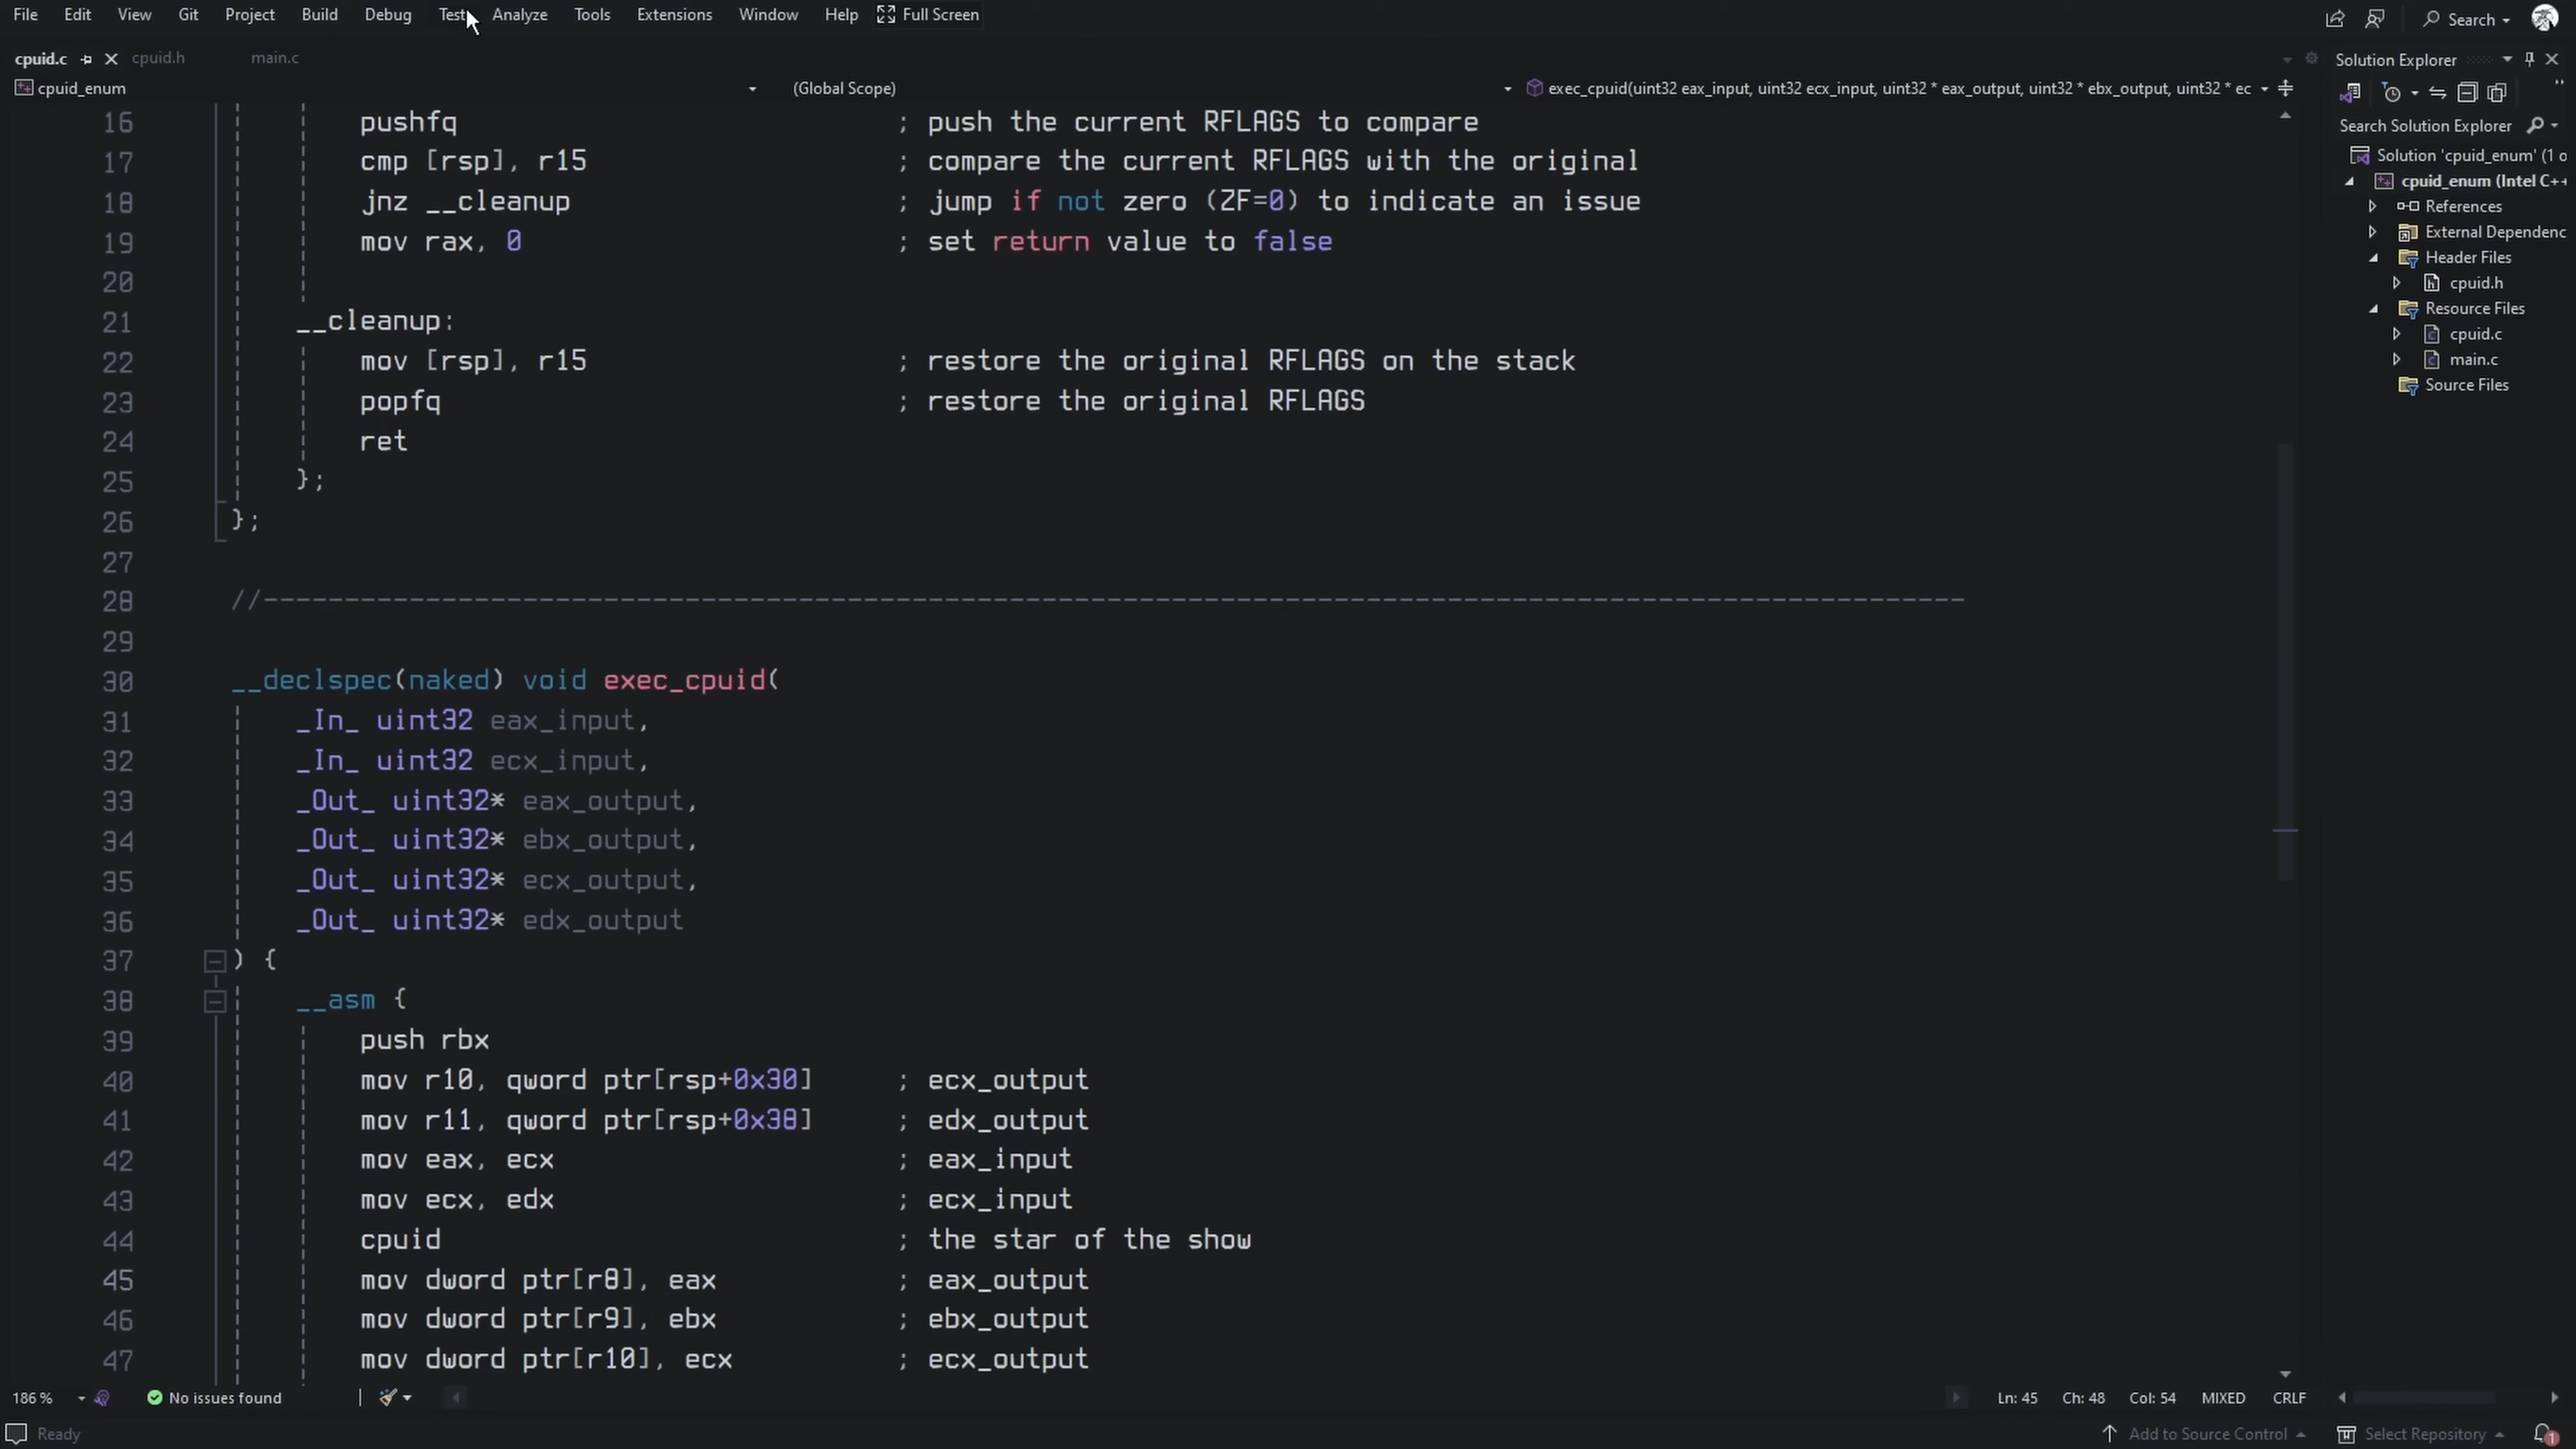 File Edit View Git Project Build Debug Test Analyze Tools Extensions Window Help Full Screen Search
cpuid.c cpuid.h main.c
cpuid_enum (Global Scope) exec_cpuid(uint32 eax_input, uint32 ecx_input, uint32 * eax_output, uint32 * ebx_output, uint32 * ec
16 pushfq ; push the current RFLAGS to compare
17 cmp [rsp], r15 ; compare the current RFLAGS with the original
18 jnz __cleanup ; jump if not zero (ZF=0) to indicate an issue
19 mov rax, 0 ; set return value to false
20
21 __cleanup:
22 mov [rsp], r15 ; restore the original RFLAGS on the stack
23 popfq ; restore the original RFLAGS
24 ret
25 };
26 };
27
28 //---------------------------------------------------------------------------------------------------------
29
30 __declspec(naked) void exec_cpuid(
31 _In_ uint32 eax_input,
32 _In_ uint32 ecx_input,
33 _Out_ uint32* eax_output,
34 _Out_ uint32* ebx_output,
35 _Out_ uint32* ecx_output,
36 _Out_ uint32* edx_output
37 ) {
38 __asm {
39 push rbx
40 mov r10, qword ptr[rsp+0x30] ; ecx_output
41 mov r11, qword ptr[rsp+0x38] ; edx_output
42 mov eax, ecx ; eax_input
43 mov ecx, edx ; ecx_input
44 cpuid ; the star of the show
45 mov dword ptr[r8], eax ; eax_output
46 mov dword ptr[r9], ebx ; ebx_output
47 mov dword ptr[r10], ecx ; ecx_output
Solution Explorer
Search Solution Explorer
Solution 'cpuid_enum' (1 o
cpuid_enum (Intel C++
References
External Dependenc
Header Files
cpuid.h
Resource Files
cpuid.c
main.c
Source Files
186 % No issues found Ln: 45 Ch: 48 Col: 54 MIXED CRLF
Ready Add to Source Control Select Repository 1